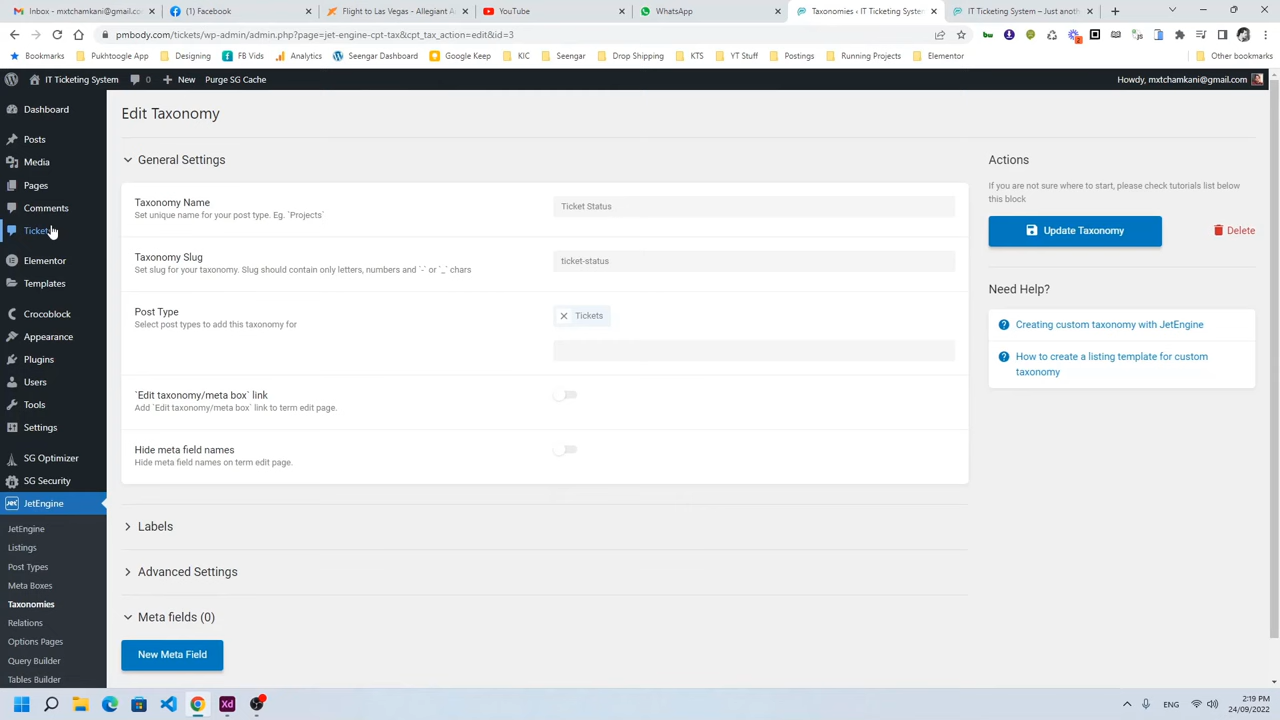 Inbox - mxtchamkani@gmail.co
(2) Facebook
Flight to Las Vegas - Allegiant A
YouTube
WhatsApp
Taxonomies ‹ IT Ticketing System
IT Ticketing System – Just anoth
pmbody.com/tickets/wp-admin/admin.php?page=jet-engine-cpt-tax&cpt_tax_action=edit&id=3
Bookmarks
Pukhtoogle App
Designing
FB Vids
Analytics
Seengar Dashboard
Google Keep
KIC
Seengar
Drop Shipping
KTS
YT Stuff
Postings
Running Projects
Elementor
Other bookmarks
IT Ticketing System
0
New
Purge SG Cache
Howdy, mxtchamkani@gmail.com
Dashboard
Posts
Media
Pages
Comments
Tickets
Elementor
Templates
Crocoblock
Appearance
Plugins
Users
Tools
Settings
SG Optimizer
SG Security
JetEngine
JetEngine
Listings
Post Types
Meta Boxes
Taxonomies
Relations
Options Pages
Query Builder
Tables Builder
Edit Taxonomy
General Settings
Taxonomy Name
Set unique name for your post type. Eg. `Projects`
Ticket Status
Taxonomy Slug
Set slug for your taxonomy. Slug should contain only letters, numbers and `-` or `_` chars
ticket-status
Post Type
Select post types to add this taxonomy for
Tickets
`Edit taxonomy/meta box` link
Add `Edit taxonomy/meta box` link to term edit page.
Hide meta field names
Hide meta field names on term edit page.
Labels
Advanced Settings
Meta fields (0)
New Meta Field
Actions
If you are not sure where to start, please check tutorials list below
this block
Update Taxonomy
Delete
Need Help?
Creating custom taxonomy with JetEngine
How to create a listing template for custom
taxonomy
ENG
2:19 PM
24/09/2022